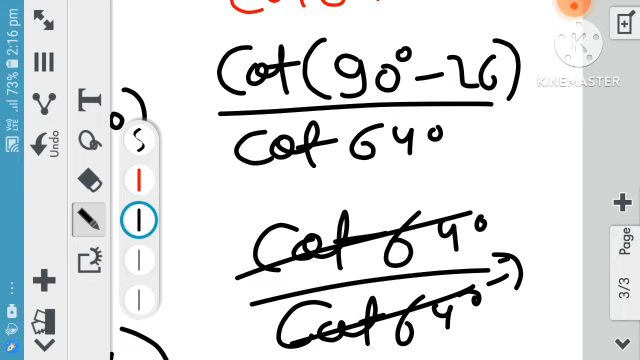 cot(90°-26)
cot 64°
cot 64°
cot 64°
2:16 pm
73%
Undo
T
S
KINEMASTER
Page
3/3